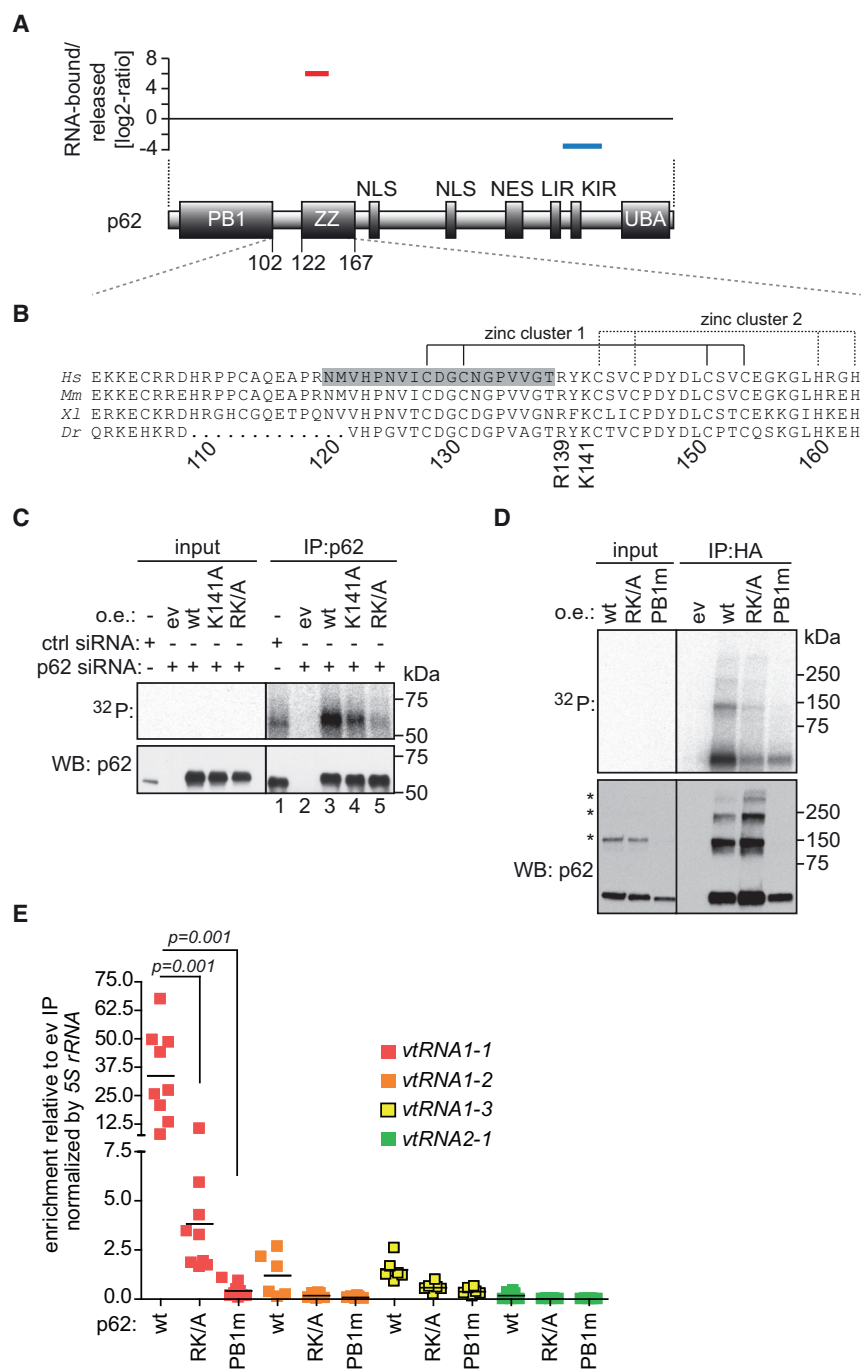 A
RNA-bound/
released
[log2-ratio]
8
4
0
-4
NLS NLS NES LIR KIR
p62 PB1 ZZ UBA
102 122 167
B
zinc cluster 1 zinc cluster 2
Hs EKKECRRDHRPPCAQEAPRNMVHPNVICDGCNGPVVGTRYKCSVCPDYDLCSVCEGKGLHRGH
Mm EKKECRREHRPPCAQEAPRNMVHPNVICDGCNGPVVGTRYKCSVCPDYDLCSVCEGKGLHREH
Xl ERKECRKDHRGHCGQETPQNVVHPNVTCDGCDGPVVGNRFKCLICPDYDLCSTCEKKGIHKEH
Dr QRKEHKRD.............VHPGVTCDGCDGPVAGTRYKCTVCPDYDLCPTCQSKGLHKEH
110 120 130 R139 K141 150 160
C
input IP:p62
o.e.: - ev wt K141A RK/A - ev wt K141A RK/A
ctrl siRNA: + +
p62 siRNA: - + + + + - + + + + kDa
32P: 75
50
WB: p62 75
50
1 2 3 4 5
D
input IP:HA
o.e.: wt RK/A PB1m ev wt RK/A PB1m
kDa
32P: 250
150
75
*
* 250
* 150
75
WB: p62
E
p=0.001
p=0.001
enrichment relative to ev IP
normalized by 5S rRNA
75.0
62.5
50.0
37.5
25.0
12.5
7.5
5.0
2.5
0.0
vtRNA1-1
vtRNA1-2
vtRNA1-3
vtRNA2-1
p62: wt RK/A PB1m wt RK/A PB1m wt RK/A PB1m wt RK/A PB1m